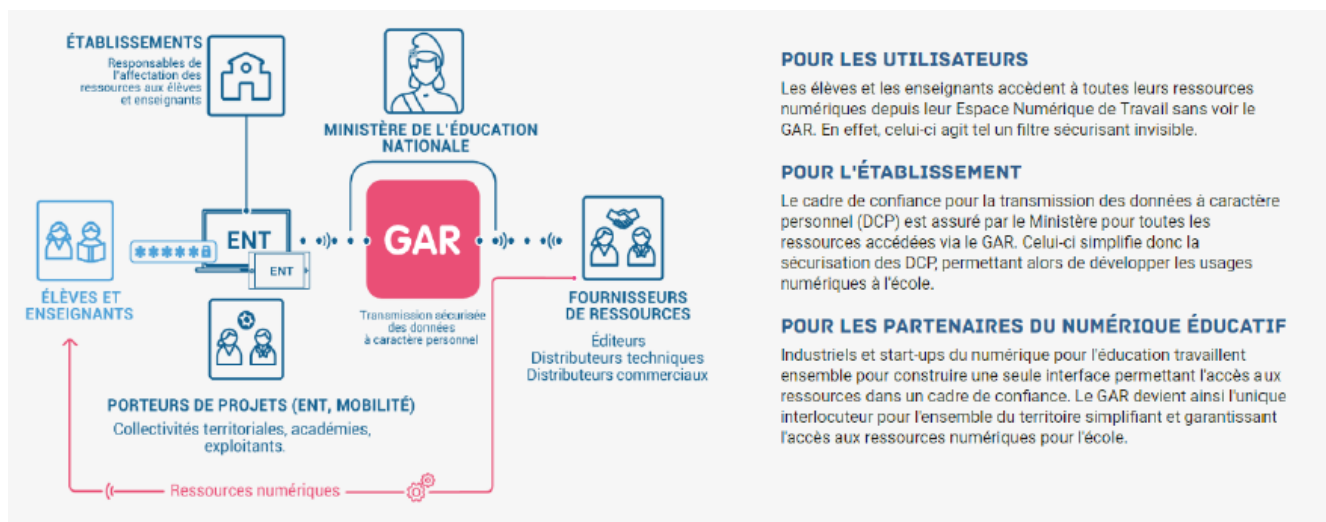 ÉTABLISSEMENTS
Responsables de
l'affectation des
ressources aux élèves
et enseignants
MINISTÈRE DE L'ÉDUCATION
NATIONALE
ÉLÈVES ET
ENSEIGNANTS
*****
ENT
ENT
GAR
Transmission sécurisée
des données
à caractère personnel
FOURNISSEURS
DE RESSOURCES
Éditeurs
Distributeurs techniques
Distributeurs commerciaux
PORTEURS DE PROJETS (ENT, MOBILITÉ)
Collectivités territoriales, académies,
exploitants.
Ressources numériques
POUR LES UTILISATEURS
Les élèves et les enseignants accèdent à toutes leurs ressources
numériques depuis leur Espace Numérique de Travail sans voir le
GAR. En effet, celui-ci agit tel un filtre sécurisant invisible.
POUR L'ÉTABLISSEMENT
Le cadre de confiance pour la transmission des données à caractère
personnel (DCP) est assuré par le Ministère pour toutes les
ressources accédées via le GAR. Celui-ci simplifie donc la
sécurisation des DCP, permettant alors de développer les usages
numériques à l'école.
POUR LES PARTENAIRES DU NUMÉRIQUE ÉDUCATIF
Industriels et start-ups du numérique pour l'éducation travaillent
ensemble pour construire une seule interface permettant l'accès aux
ressources dans un cadre de confiance. Le GAR devient ainsi l'unique
interlocuteur pour l'ensemble du territoire simplifiant et garantissant
l'accès aux ressources numériques pour l'école.